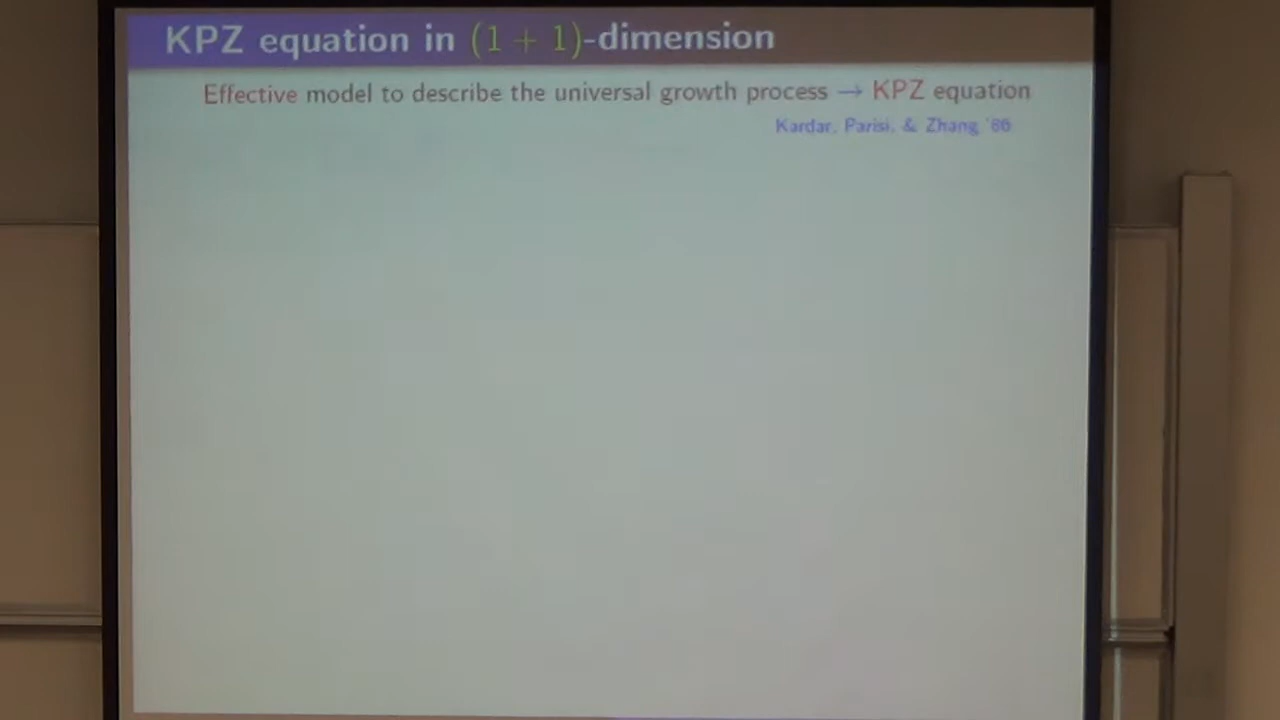 KPZ equation in (1 + 1)-dimension
Effective model to describe the universal growth process → KPZ equation
Kardar, Parisi, & Zhang '86